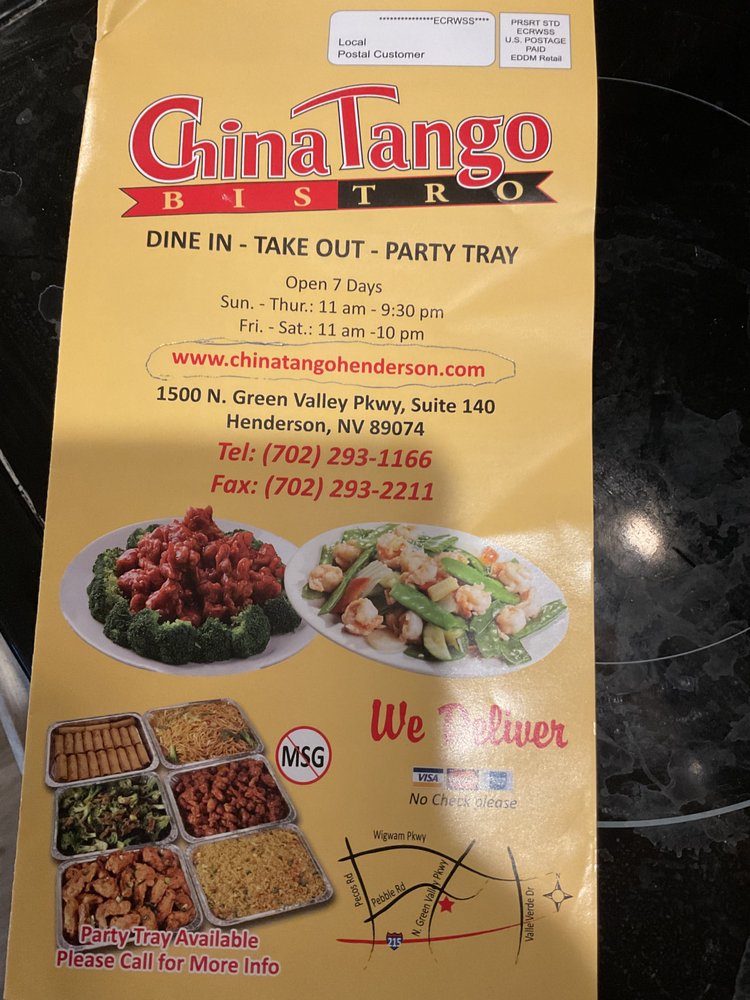 **************ECRWSS****
Local
Postal Customer
PRSRT STD
ECRWSS
U.S. POSTAGE
PAID
EDDM Retail
China Tango
BISTRO
DINE IN - TAKE OUT - PARTY TRAY
Open 7 Days
Sun. - Thur.: 11 am - 9:30 pm
Fri. - Sat.: 11 am -10 pm
www.chinatangohenderson.com
1500 N. Green Valley Pkwy, Suite 140
Henderson, NV 89074
Tel: (702) 293-1166
Fax: (702) 293-2211
We Deliver
MSG
VISA
No Check please
Wigwam Pkwy
Pecos Rd
Pebble Rd
N. Green Valley Pkwy
Valle Verde Dr
N
215
Party Tray Available
Please Call for More Info